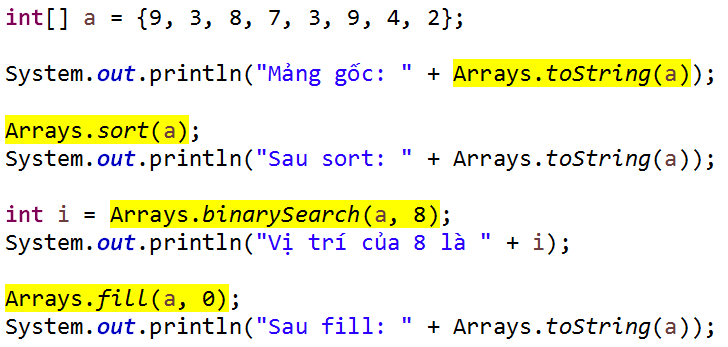 int[] a = {9, 3, 8, 7, 3, 9, 4, 2};
System.out.println("Mảng gốc: " + Arrays.toString(a));
Arrays.sort(a);
System.out.println("Sau sort: " + Arrays.toString(a));
int i = Arrays.binarySearch(a, 8);
System.out.println("Vị trí của 8 là " + i);
Arrays.fill(a, 0);
System.out.println("Sau fill: " + Arrays.toString(a));